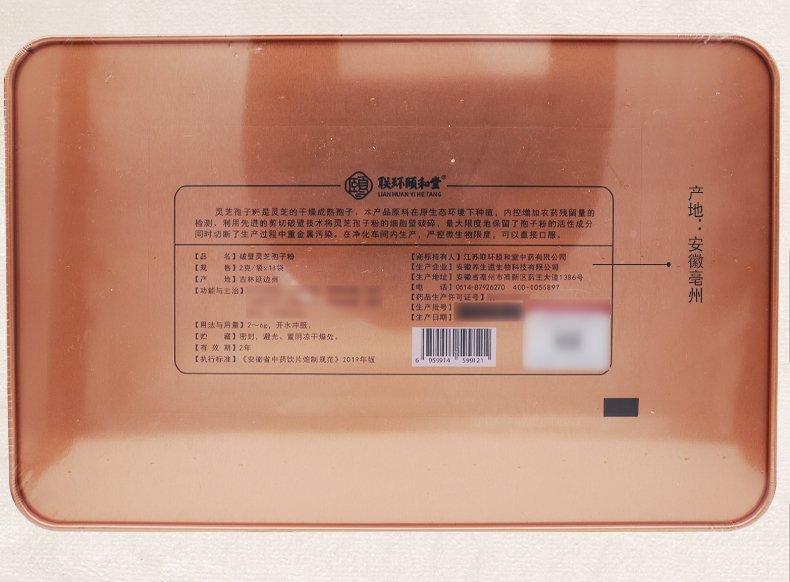 联环颐和堂
LIAN HUAN YI HE TANG
灵芝孢子粉是灵芝的干燥成熟孢子，本产品原料在原生态环境下种植，内控增加农药残留量的
检测，利用先进的剪切破壁技术将灵芝孢子粉的细胞壁破碎，最大限度地保留了孢子粉的活性成分
同时切断了生产过程中重金属污染。在净化车间内生产，严控微生物限度，可以直接口服。
【品 名】破壁灵芝孢子粉
【规 格】2克/袋x18袋
【产 地】吉林延边州
【功能与主治】
【用法与用量】2～6g，开水冲服。
【贮 藏】密封，避光、置阴凉干燥处。
【有 效 期】2年
【执行标准】《安徽省中药饮片炮制规范》2019年版
【商标持有人】江苏联环颐和堂中药有限公司
【生产企业】安徽养生道生物科技有限公司
【生产地址】安徽省亳州市高新区药王大道1386号
【电 话】0514-87926270 400-0055897
【药品生产许可证号】
【生产批号】
【生产日期】
6 959914 599121
产地：安徽亳州